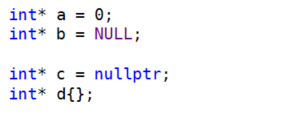 int* a = 0;
int* b = NULL;
int* c = nullptr;
int* d{};